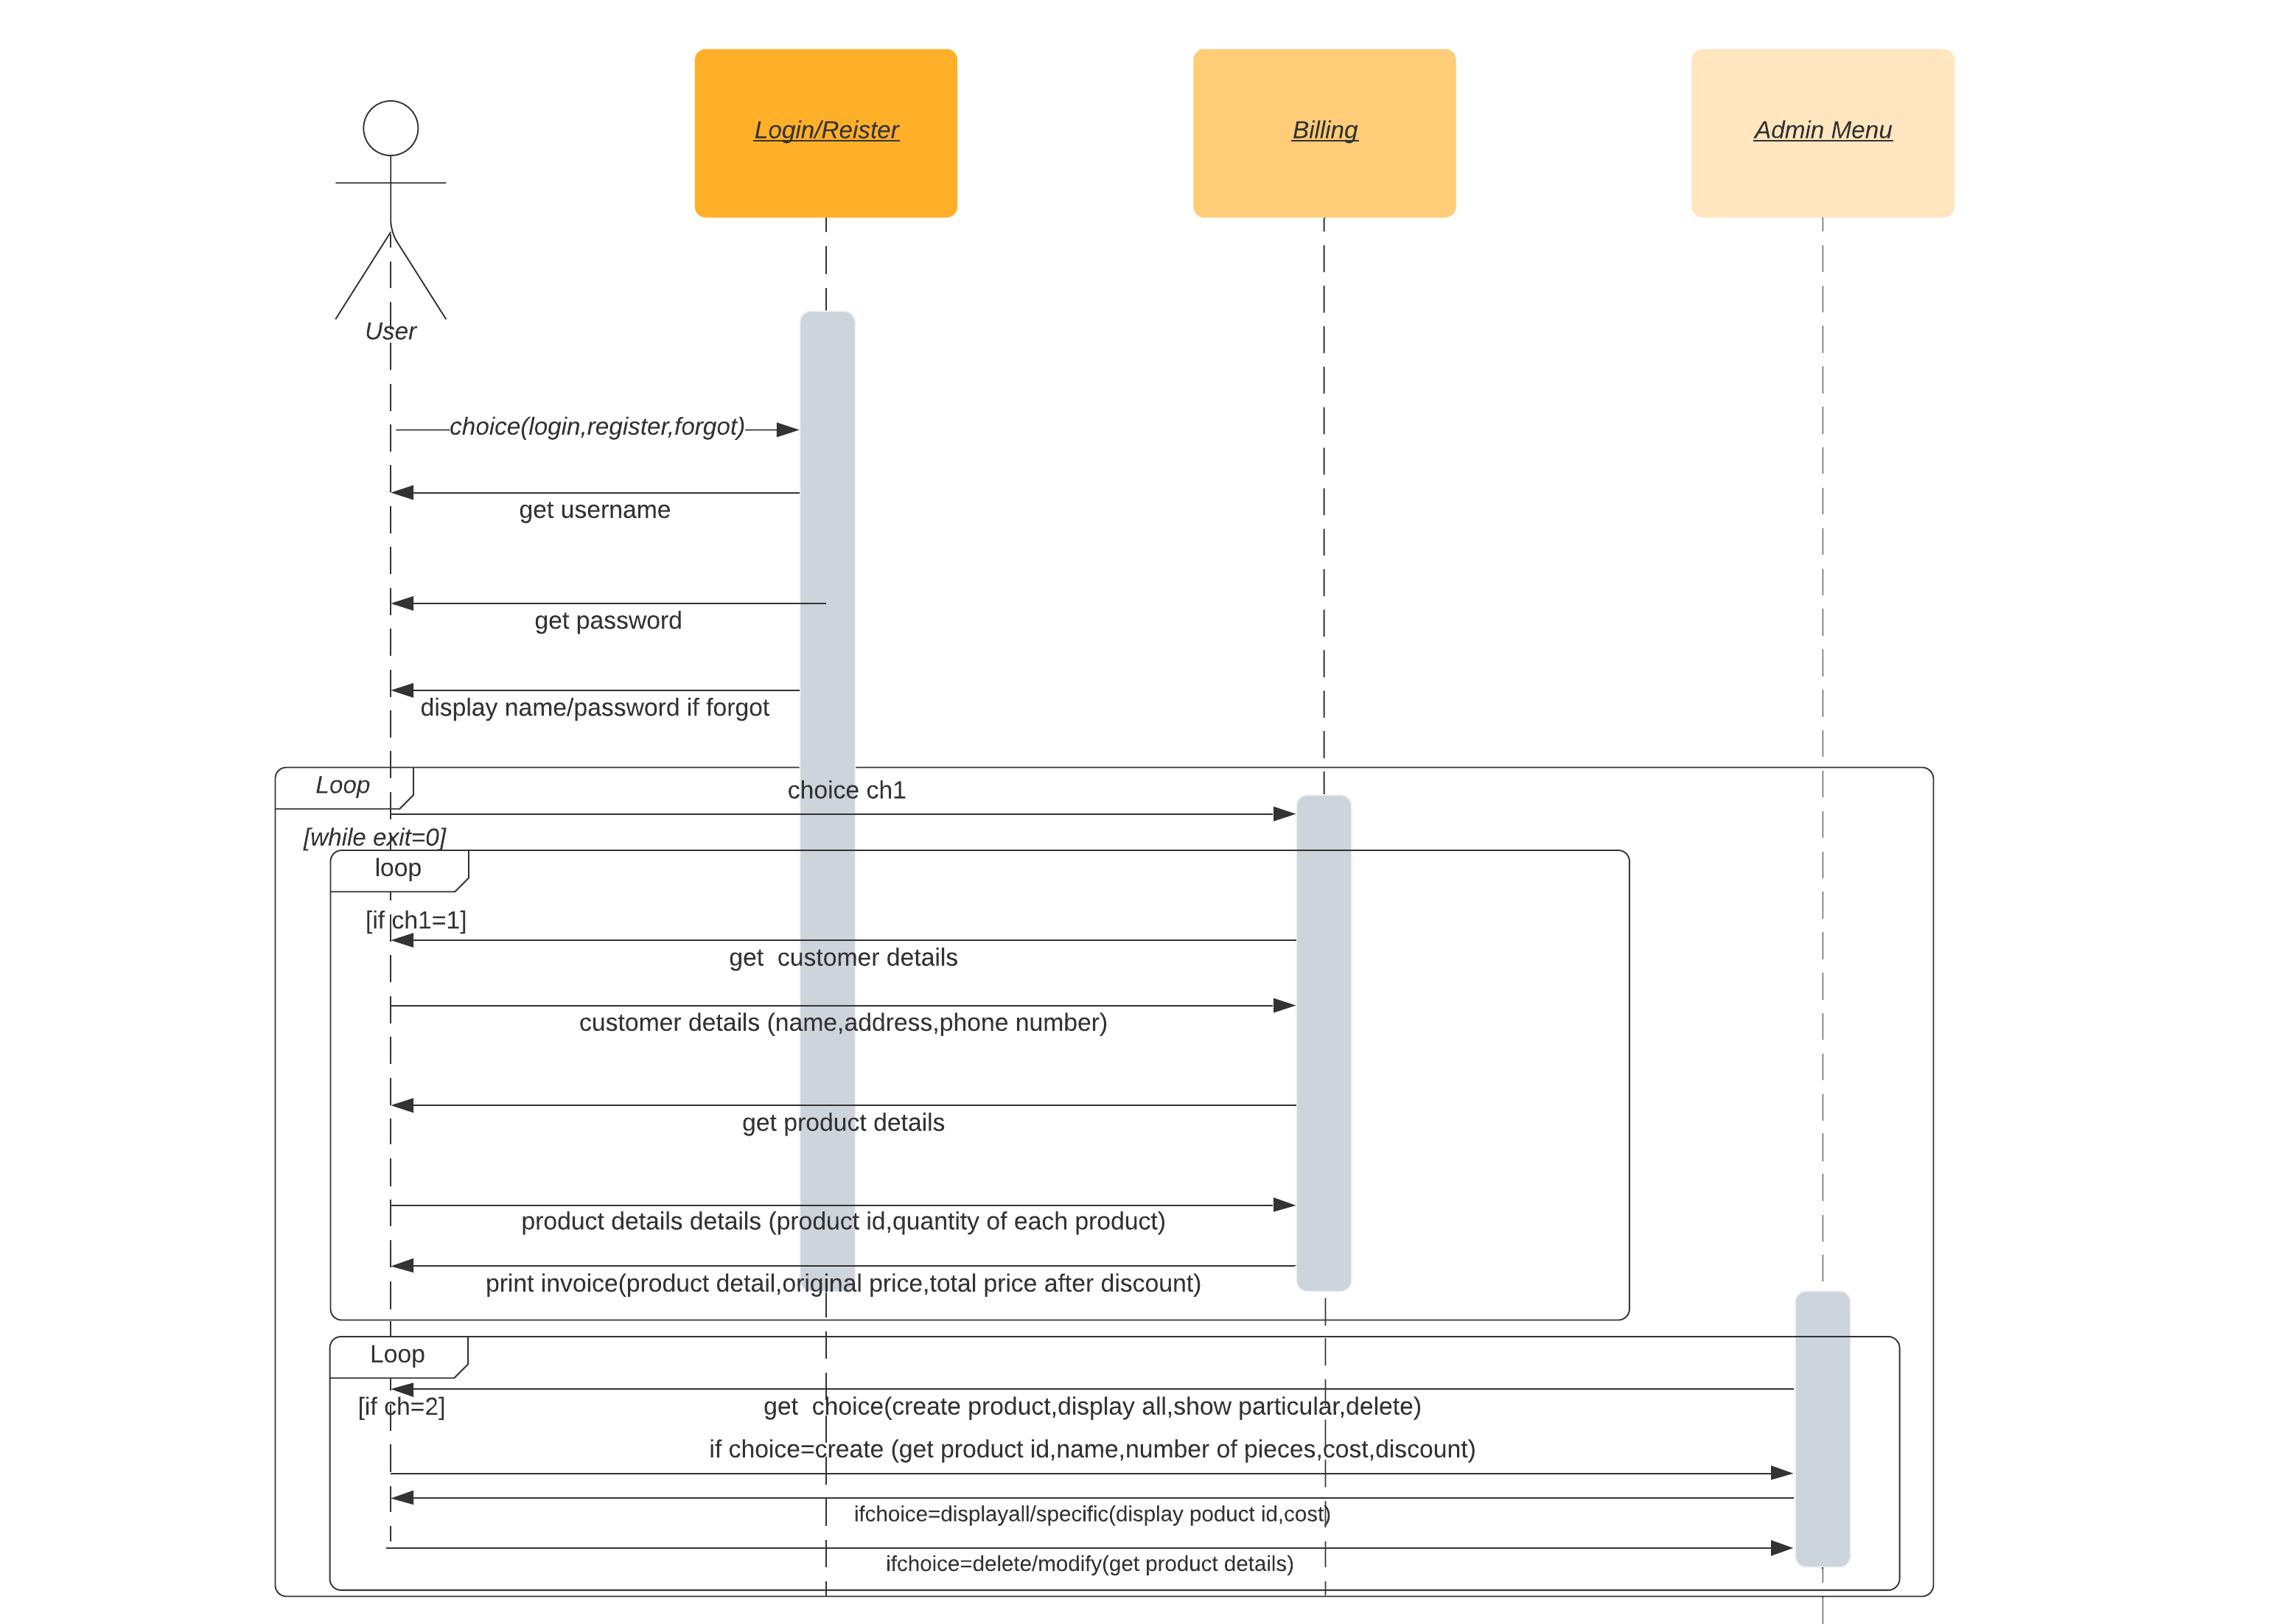 Login/Reister
Billing
Admin Menu
User
choice(login,register,forgot)
get username
get password
display name/password if forgot
Loop
choice ch1
[while exit=0]
loop
[if ch1=1]
get  customer details
customer details (name,address,phone number)
get product details
product details details (product id,quantity of each product)
print invoice(product detail,original price,total price after discount)
Loop
[if ch=2]
get  choice(create product,display all,show particular,delete)
if choice=create (get product id,name,number of pieces,cost,discount)
ifchoice=displayall/specific(display poduct id,cost)
ifchoice=delete/modify(get product details)